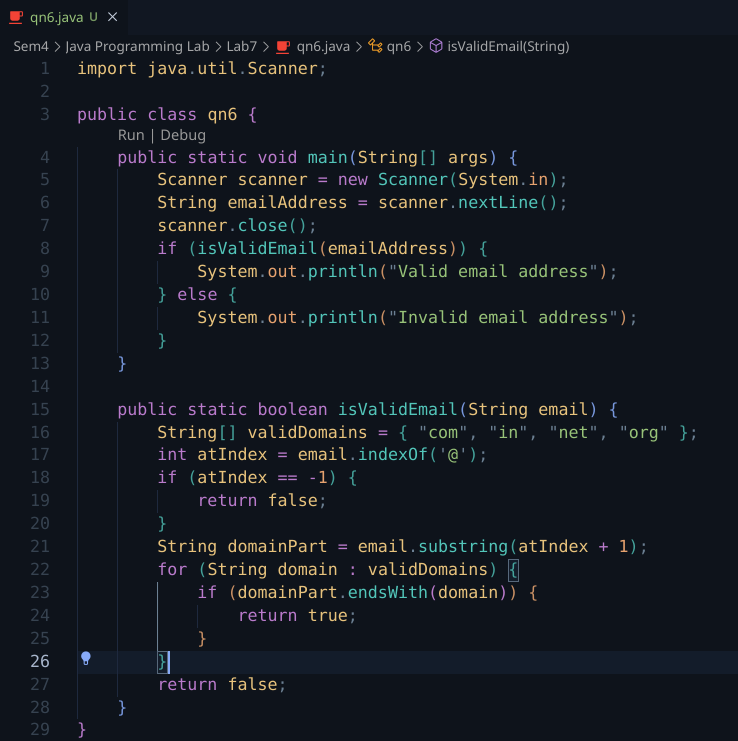 qn6.java U
Sem4 > Java Programming Lab > Lab7 > qn6.java > qn6 > isValidEmail(String)
1 import java.util.Scanner;
2
3 public class qn6 {
Run | Debug
4     public static void main(String[] args) {
5         Scanner scanner = new Scanner(System.in);
6         String emailAddress = scanner.nextLine();
7         scanner.close();
8         if (isValidEmail(emailAddress)) {
9             System.out.println("Valid email address");
10         } else {
11             System.out.println("Invalid email address");
12         }
13     }
14
15     public static boolean isValidEmail(String email) {
16         String[] validDomains = { "com", "in", "net", "org" };
17         int atIndex = email.indexOf('@');
18         if (atIndex == -1) {
19             return false;
20         }
21         String domainPart = email.substring(atIndex + 1);
22         for (String domain : validDomains) {
23             if (domainPart.endsWith(domain)) {
24                 return true;
25             }
26         }
27         return false;
28     }
29 }